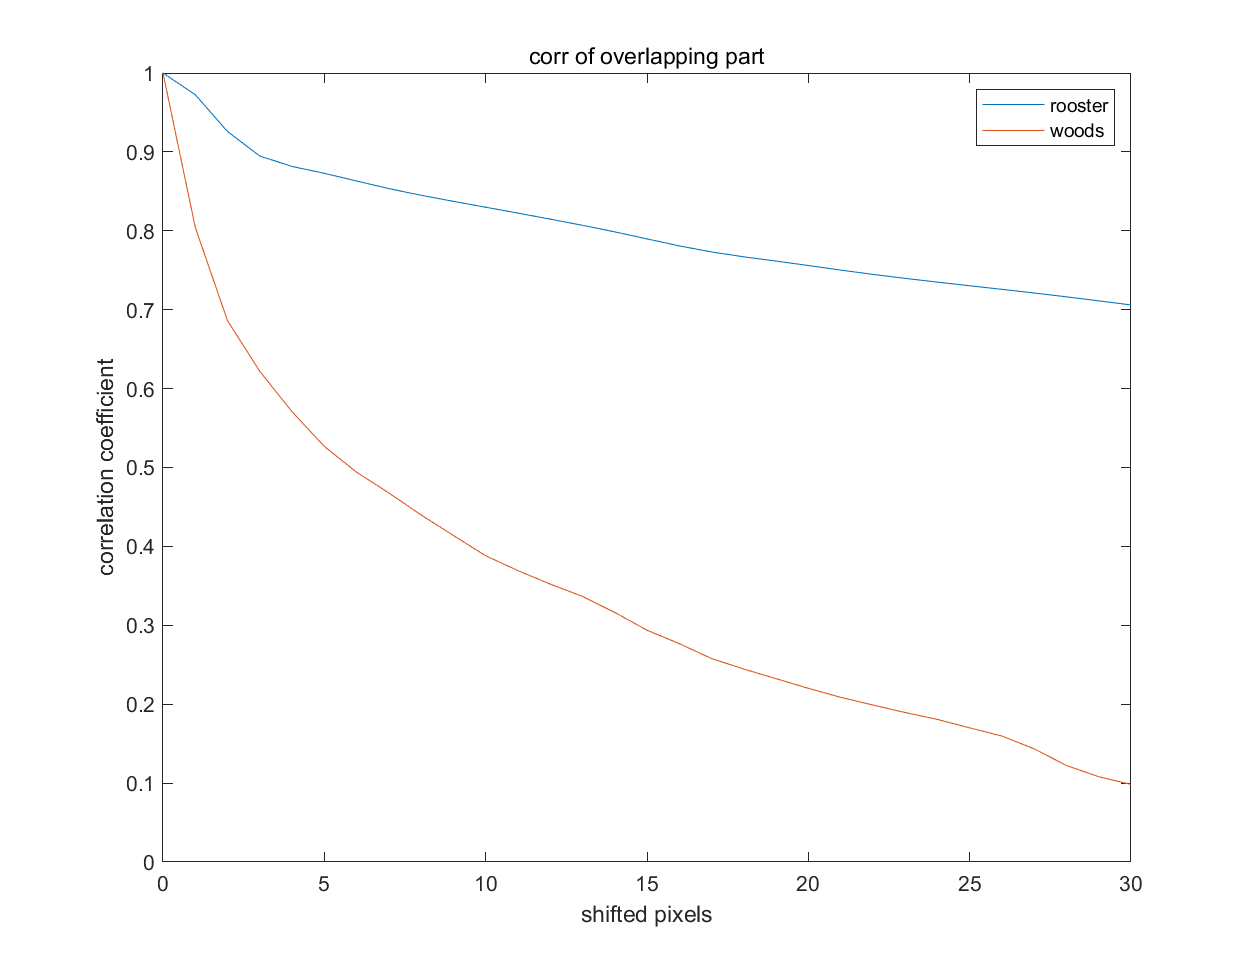 corr of overlapping part
rooster
woods
correlation coefficient
1
0.9
0.8
0.7
0.6
0.5
0.4
0.3
0.2
0.1
0
0 5 10 15 20 25 30
shifted pixels